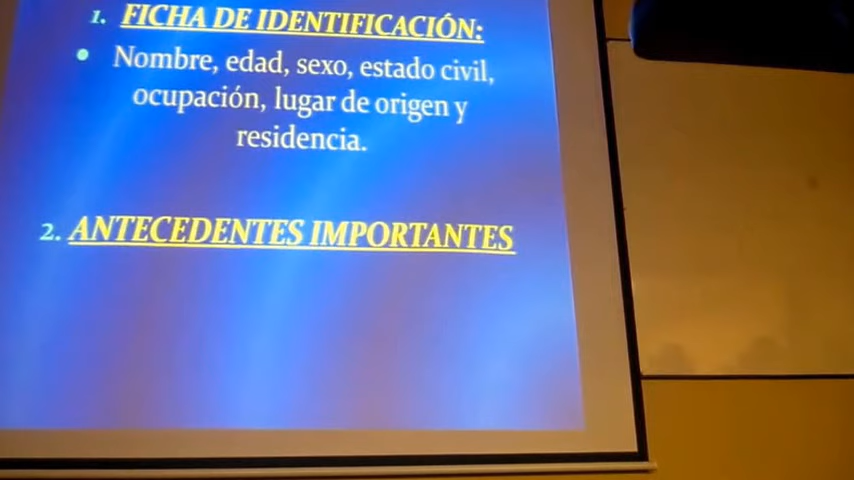 1. FICHA DE IDENTIFICACIÓN:
• Nombre, edad, sexo, estado civil,
ocupación, lugar de origen y
residencia.
2. ANTECEDENTES IMPORTANTES